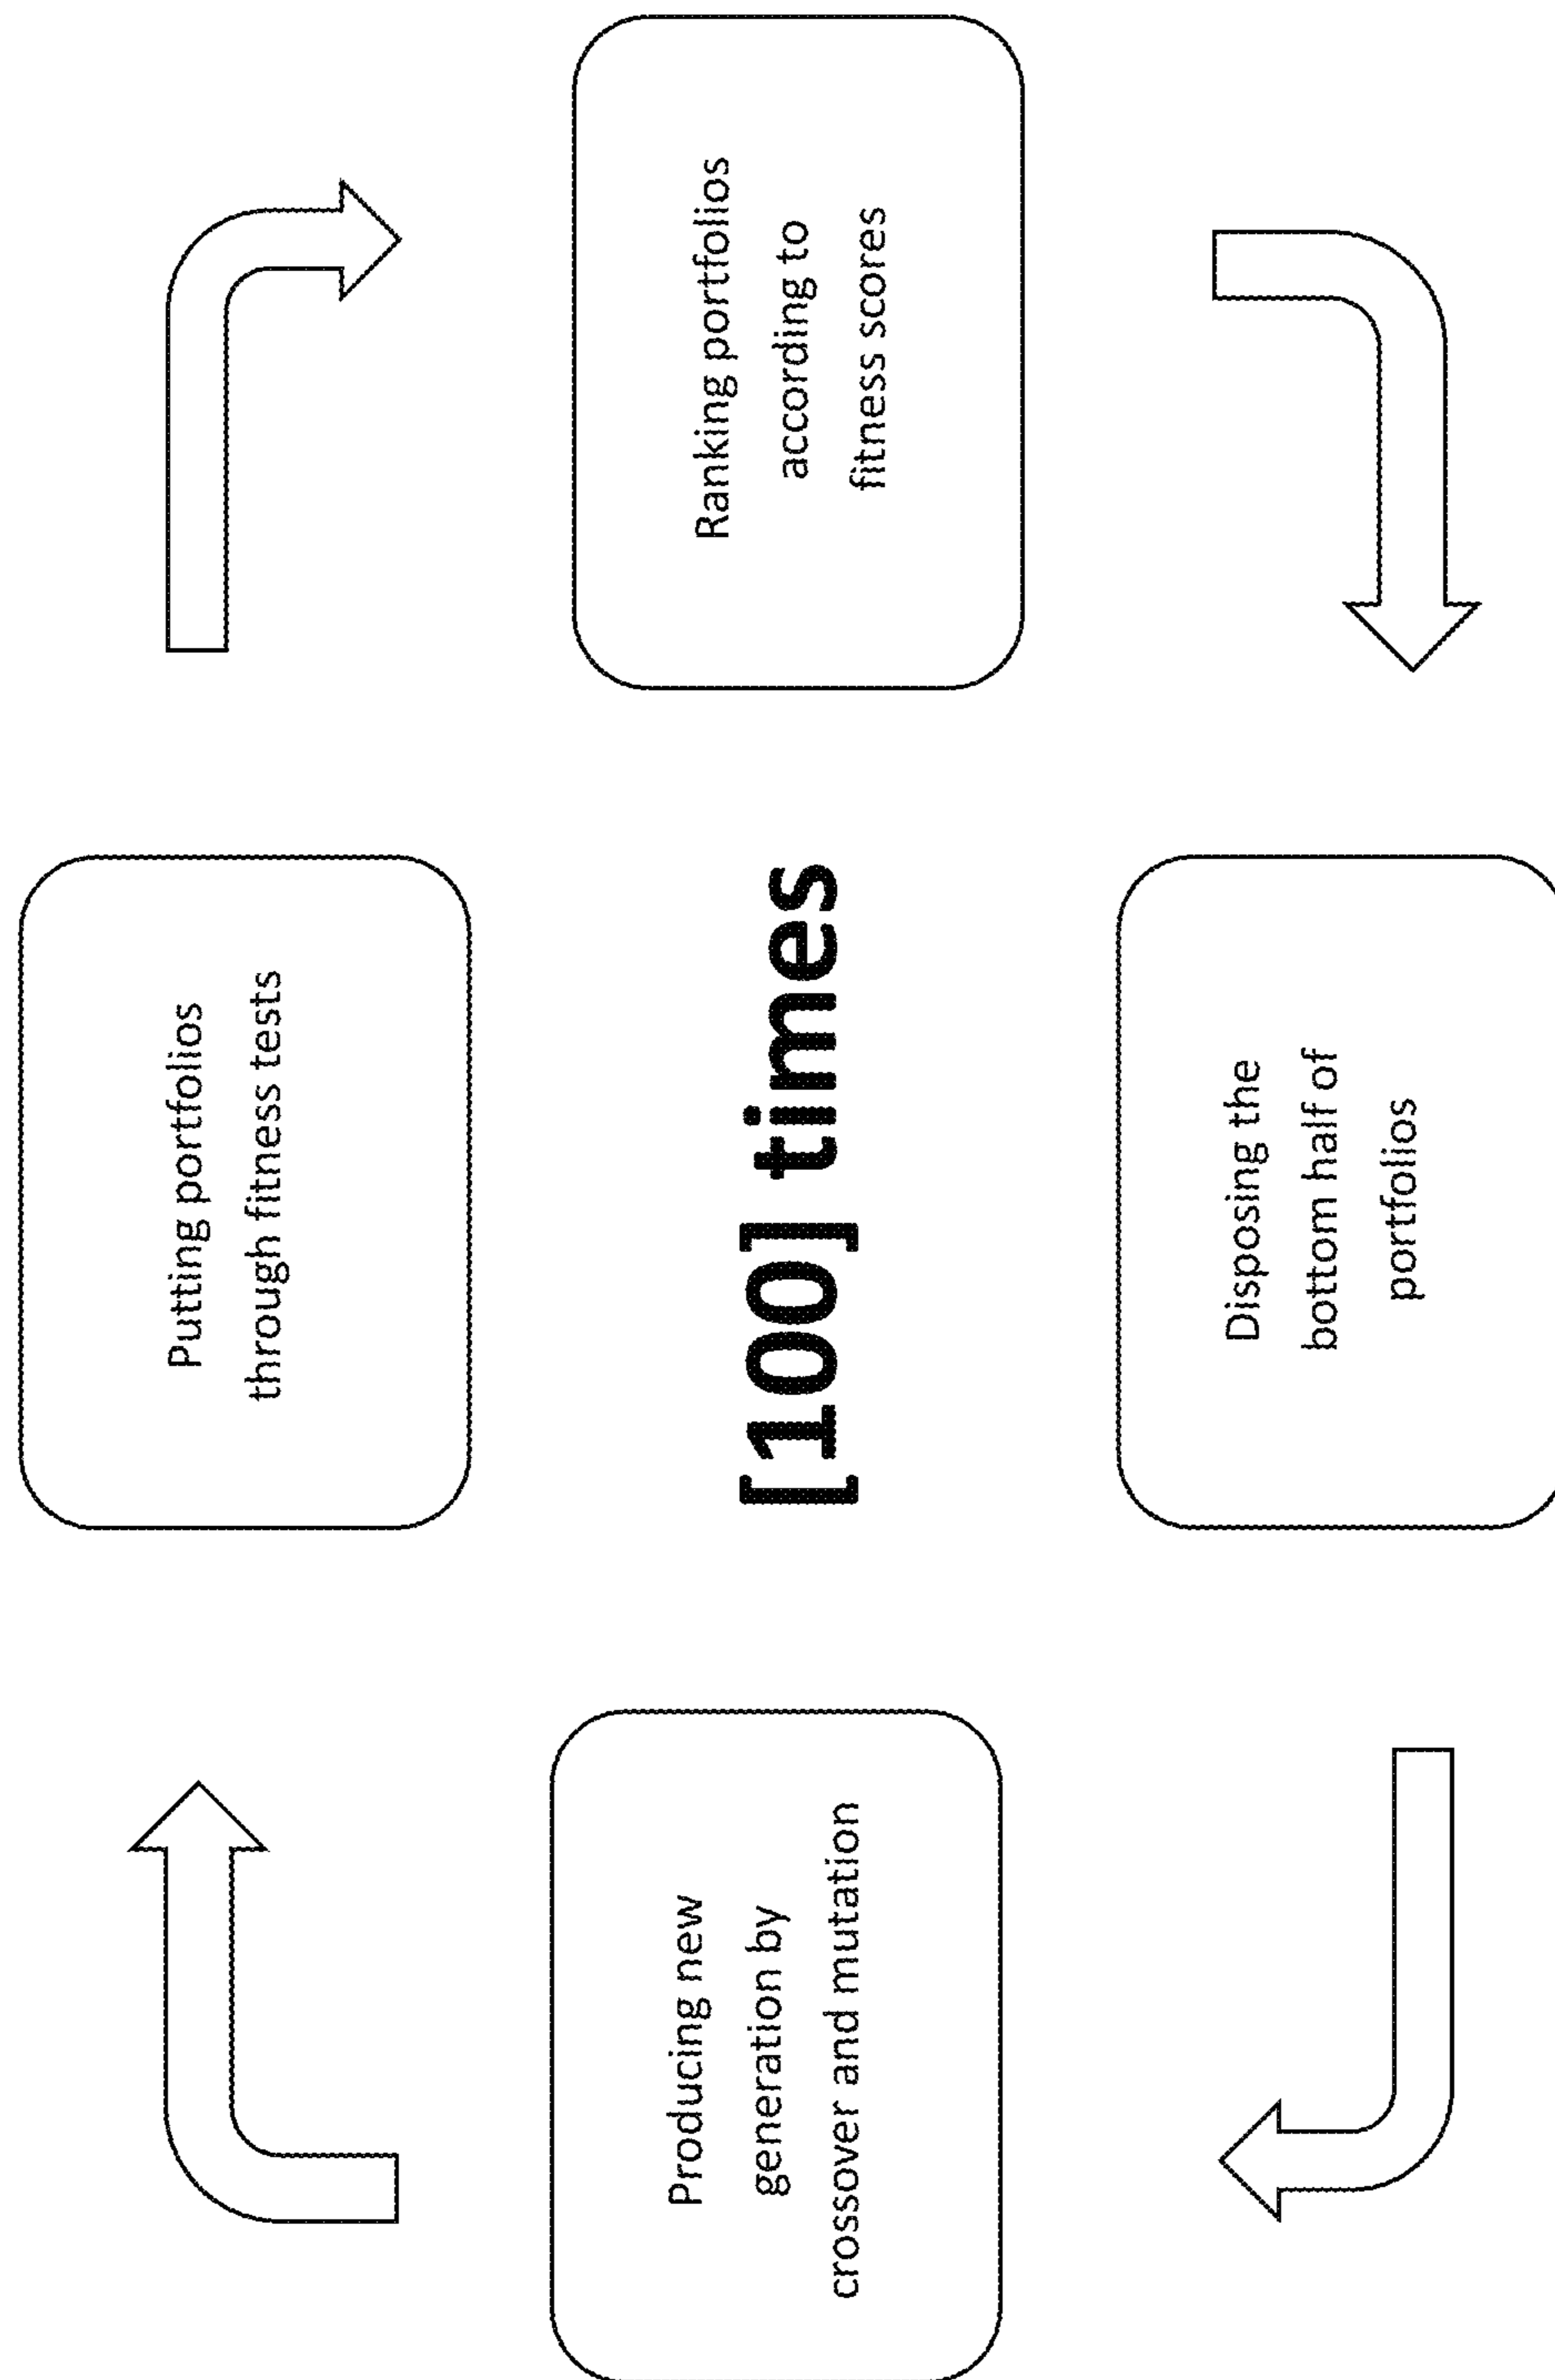 Putting portfolios
through fitness tests
Ranking portfolios
according to
fitness scores
[100] times
Disposing the
bottom half of
portfolios
Producing new
generation by
crossover and mutation